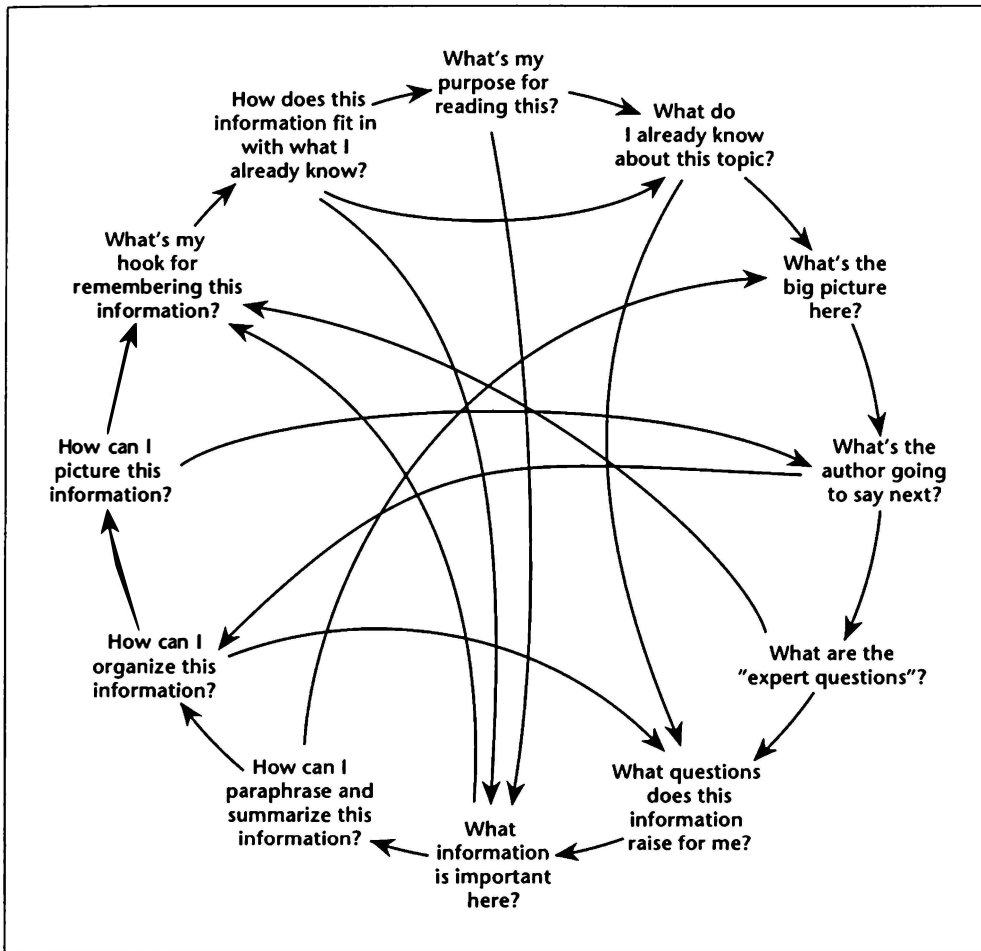 What's my
purpose for
reading this?
What do
I already know
about this topic?
What's the
big picture
here?
What's the
author going
to say next?
What are the
"expert questions"?
What questions
does this
information
raise for me?
What
information
is important
here?
How can I
paraphrase and
summarize this
information?
How can I
organize this
information?
How can I
picture this
information?
What's my
hook for
remembering this
information?
How does this
information fit in
with what I
already know?